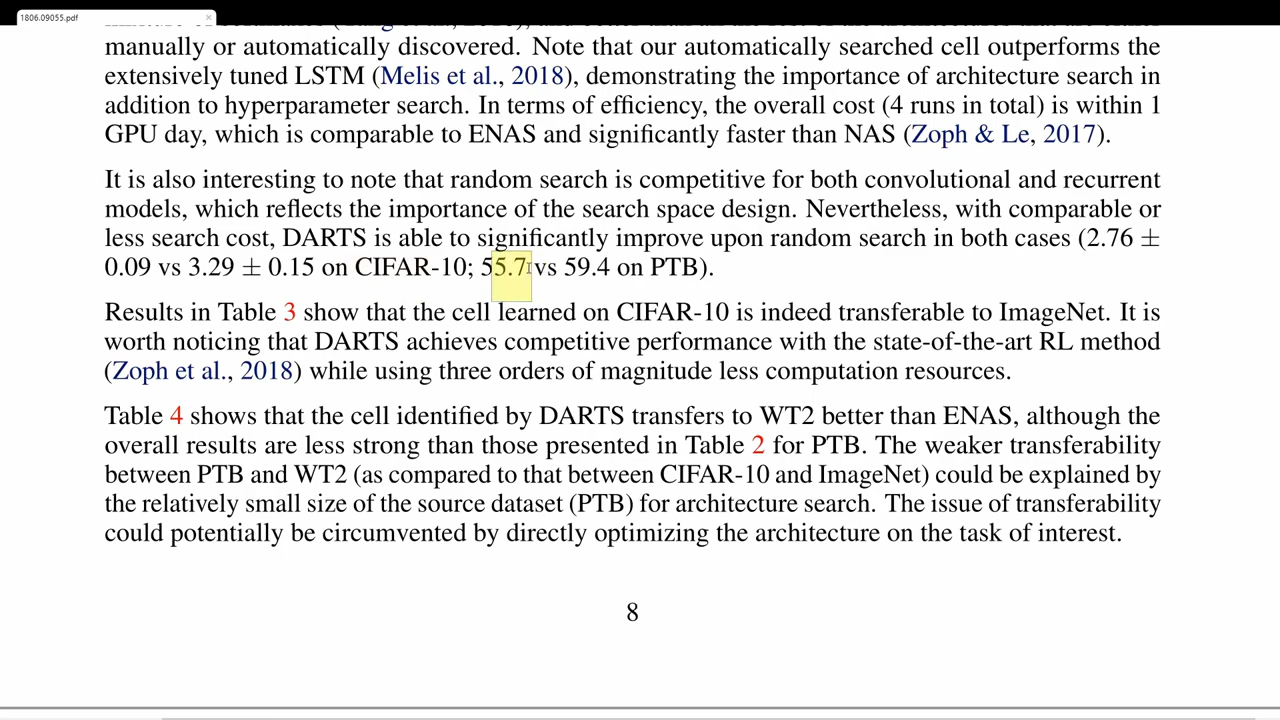 1806.09055.pdf
manually or automatically discovered. Note that our automatically searched cell outperforms the
extensively tuned LSTM (Melis et al., 2018), demonstrating the importance of architecture search in
addition to hyperparameter search. In terms of efficiency, the overall cost (4 runs in total) is within 1
GPU day, which is comparable to ENAS and significantly faster than NAS (Zoph & Le, 2017).
It is also interesting to note that random search is competitive for both convolutional and recurrent
models, which reflects the importance of the search space design. Nevertheless, with comparable or
less search cost, DARTS is able to significantly improve upon random search in both cases (2.76 ±
0.09 vs 3.29 ± 0.15 on CIFAR-10; 55.7 vs 59.4 on PTB).
Results in Table 3 show that the cell learned on CIFAR-10 is indeed transferable to ImageNet. It is
worth noticing that DARTS achieves competitive performance with the state-of-the-art RL method
(Zoph et al., 2018) while using three orders of magnitude less computation resources.
Table 4 shows that the cell identified by DARTS transfers to WT2 better than ENAS, although the
overall results are less strong than those presented in Table 2 for PTB. The weaker transferability
between PTB and WT2 (as compared to that between CIFAR-10 and ImageNet) could be explained by
the relatively small size of the source dataset (PTB) for architecture search. The issue of transferability
could potentially be circumvented by directly optimizing the architecture on the task of interest.
8